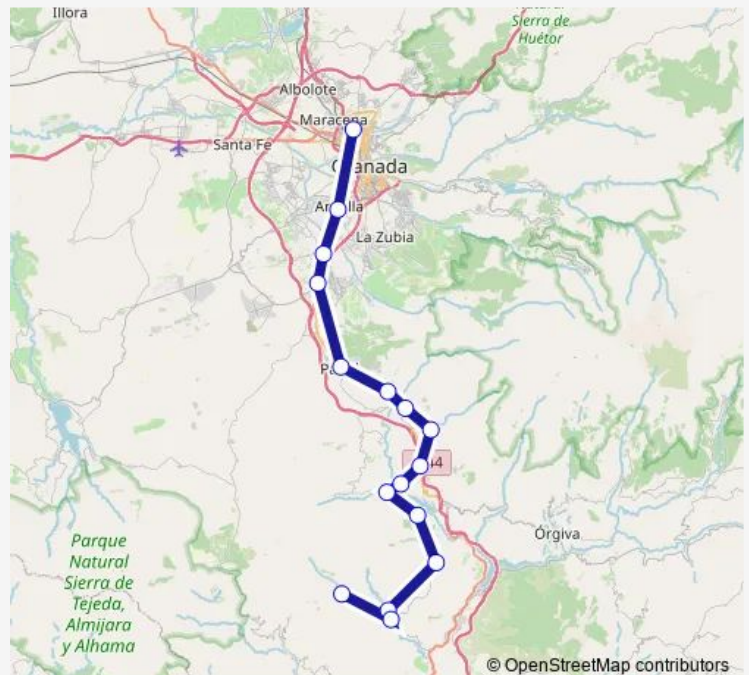 Illora
Sierra de
Huétor
Albolote
Maracena
Santa Fe
Granada
La Zubia
Órgiva
Parque
Natural
Sierra de
Tejeda,
Almijara
y Alhama
© OpenStreetMap contributors